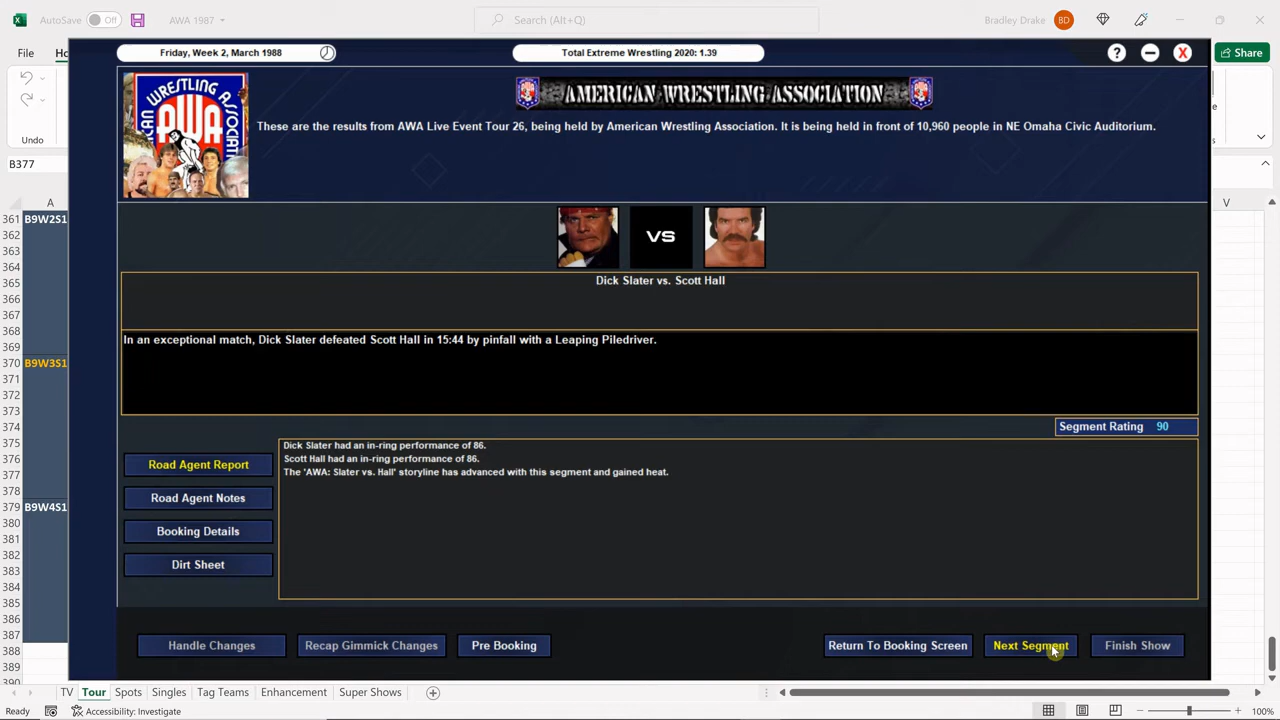 AutoSave Off AWA 1987 Search (Alt+Q) Bradley Drake BD
File Ho Share
Friday, Week 2, March 1988 Total Extreme Wrestling 2020: 1.39 ? X
AMERICAN WRESTLING ASSOCIATION
AWA
These are the results from AWA Live Event Tour 26, being held by American Wrestling Association. It is being held in front of 10,960 people in NE Omaha Civic Auditorium.
Undo
B377
A V
361 B9W2S1
362
363
364
365
366
367
368
369
370 B9W3S1
371
372
373
374
375
376
377
378
379 B9W4S1
380
381
382
383
384
385
386
387
388
389
390
VS
Dick Slater vs. Scott Hall
In an exceptional match, Dick Slater defeated Scott Hall in 15:44 by pinfall with a Leaping Piledriver.
Segment Rating 90
Road Agent Report
Road Agent Notes
Booking Details
Dirt Sheet
Dick Slater had an in-ring performance of 86.
Scott Hall had an in-ring performance of 86.
The 'AWA: Slater vs. Hall' storyline has advanced with this segment and gained heat.
Handle Changes Recap Gimmick Changes Pre Booking Return To Booking Screen Next Segment Finish Show
TV Tour Spots Singles Tag Teams Enhancement Super Shows
Ready Accessibility: Investigate 100%